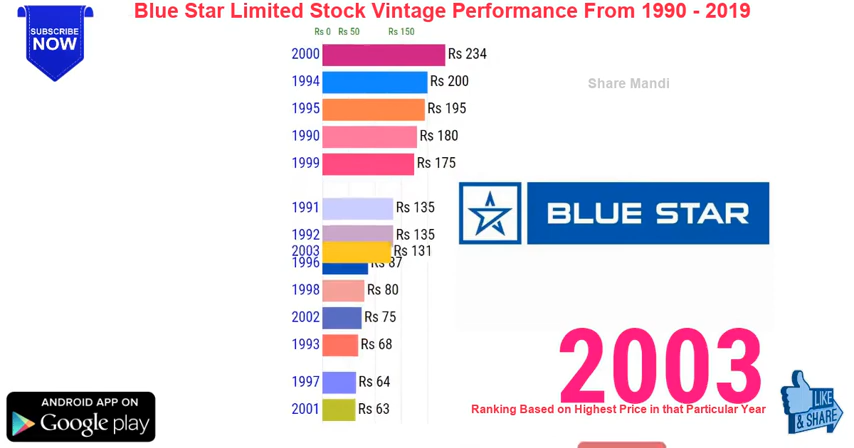 Blue Star Limited Stock Vintage Performance From 1990 - 2019
SUBSCRIBE
NOW
Rs 0 Rs 50 Rs 150
2000 Rs 234
1994 Rs 200
Share Mandi
1995 Rs 195
1990 Rs 180
1999 Rs 175
1991 Rs 135
BLUE STAR
1992 Rs 135
2003 Rs 131
1996 Rs 87
1998 Rs 80
2002 Rs 75
1993 Rs 68
2003
1997 Rs 64
2001 Rs 63
Ranking Based on Highest Price in that Particular Year
ANDROID APP ON
Google play
LIKE
& SHARE